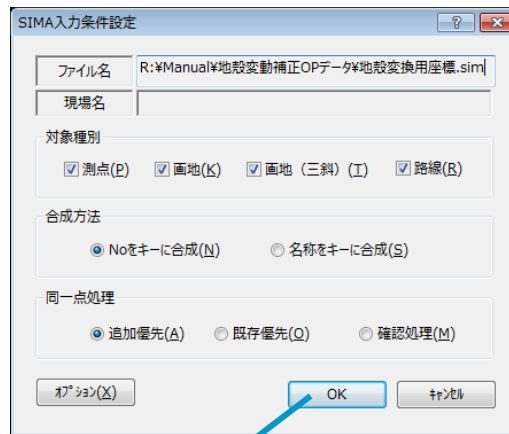 SIMA入力条件設定
ファイル名 R:¥Manual¥地殻変動補正OPデータ¥地殻変換用座標.sim
現場名
対象種別
測点(P) 画地(K) 画地（三斜）(T) 路線(R)
合成方法
Noをキーに合成(N) 名称をキーに合成(S)
同一点処理
追加優先(A) 既存優先(O) 確認処理(M)
ｵﾌﾟｼｮﾝ(X) OK ｷｬﾝｾﾙ